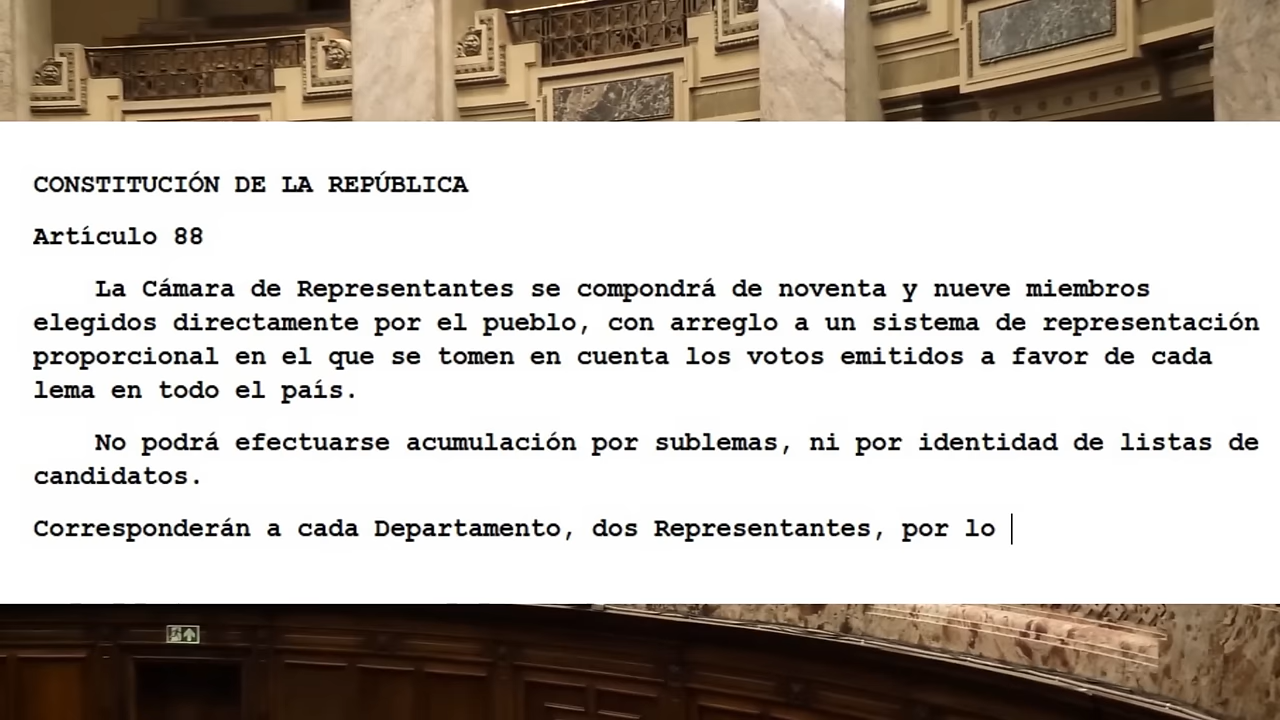 CONSTITUCIÓN DE LA REPÚBLICA
Artículo 88
La Cámara de Representantes se compondrá de noventa y nueve miembros
elegidos directamente por el pueblo, con arreglo a un sistema de representación
proporcional en el que se tomen en cuenta los votos emitidos a favor de cada
lema en todo el país.
No podrá efectuarse acumulación por sublemas, ni por identidad de listas de
candidatos.
Corresponderán a cada Departamento, dos Representantes, por lo